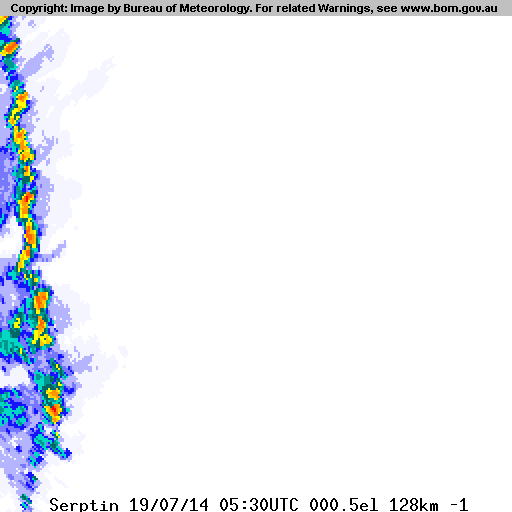 Copyright: Image by Bureau of Meteorology. For related Warnings, see www.bom.gov.au
Serptin 19/07/14 05:30UTC 000.5el 128km -1